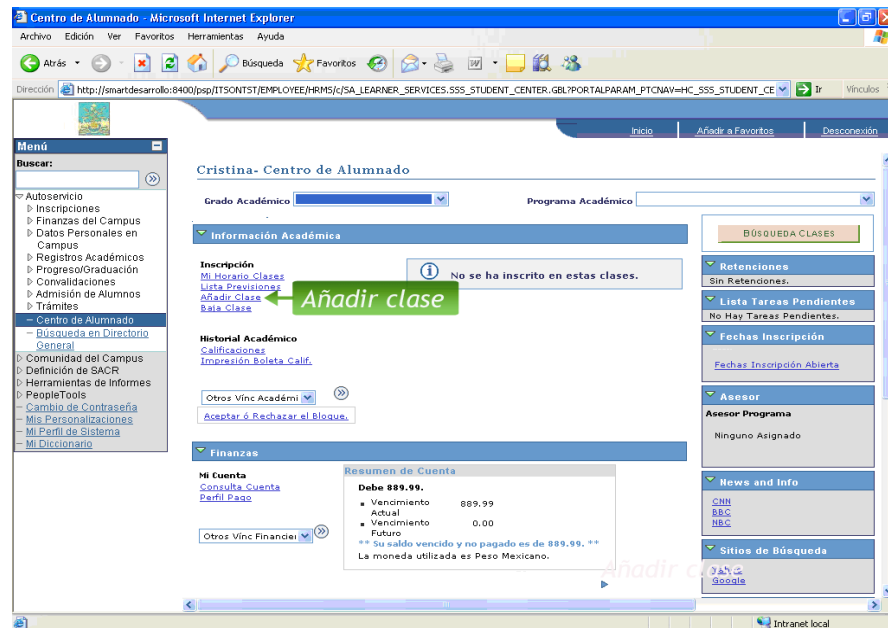 Centro de Alumnado - Microsoft Internet Explorer
Archivo Edición Ver Favoritos Herramientas Ayuda
Atrás Búsqueda Favoritos
Dirección http://smartdesarrollo:8400/psp/ITSONTST/EMPLOYEE/HRMS/c/SA_LEARNER_SERVICES.SSS_STUDENT_CENTER.GBL?PORTALPARAM_PTCNAV=HC_SSS_STUDENT_CE Ir Vínculos
Inicio Añadir a Favoritos Desconexión
Menú
Buscar:
Autoservicio
Inscripciones
Finanzas del Campus
Datos Personales en
Campus
Registros Académicos
Progreso/Graduación
Convalidaciones
Admisión de Alumnos
Trámites
Centro de Alumnado
Búsqueda en Directorio
General
Comunidad del Campus
Definición de SACR
Herramientas de Informes
PeopleTools
Cambio de Contraseña
Mis Personalizaciones
Mi Perfil de Sistema
Mi Diccionario
Cristina- Centro de Alumnado
Grado Académico Programa Académico
Información Académica
Inscripción
Mi Horario Clases
Lista Previsiones
Añadir Clase
Baja Clase
No se ha inscrito en estas clases.
Añadir clase
Historial Académico
Calificaciones
Impresión Boleta Calif.
Otros Vínc Académi
Aceptar ó Rechazar el Bloque.
Finanzas
Mi Cuenta
Consulta Cuenta
Perfil Pago
Otros Vínc Financier
Resumen de Cuenta
Debe 889.99.
Vencimiento 889.99
Actual
Vencimiento 0.00
Futuro
** Su saldo vencido y no pagado es de 889.99. **
La moneda utilizada es Peso Mexicano.
BÚSQUEDA CLASES
Retenciones
Sin Retenciones.
Lista Tareas Pendientes
No Hay Tareas Pendientes.
Fechas Inscripción
Fechas Inscripción Abierta
Asesor
Asesor Programa
Ninguno Asignado
News and Info
CNN
BBC
NBC
Sitios de Búsqueda
Yahoo
Google
Añadir clase
Intranet local